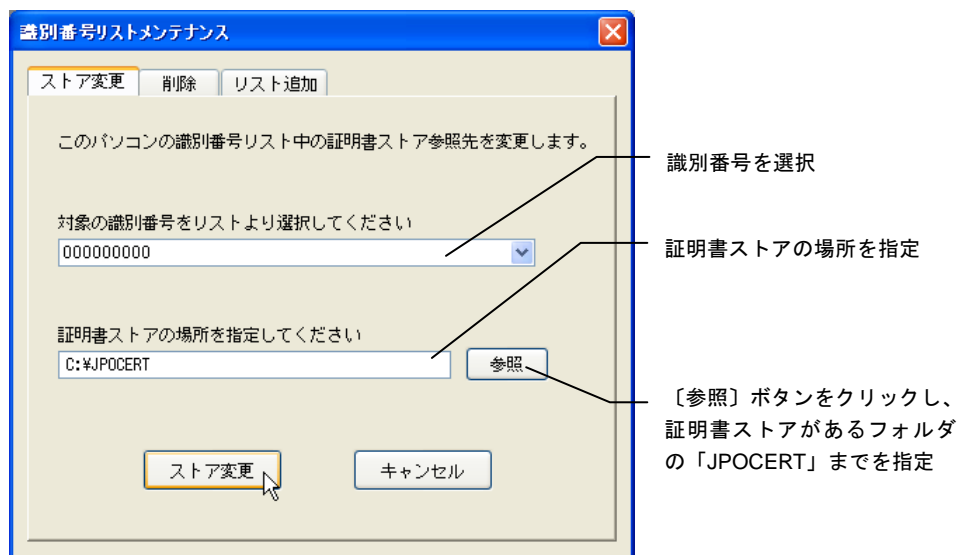 識別番号リストメンテナンス
ストア変更
削除
リスト追加
このパソコンの識別番号リスト中の証明書ストア参照先を変更します。
識別番号を選択
対象の識別番号をリストより選択してください
000000000
証明書ストアの場所を指定
証明書ストアの場所を指定してください
C:¥JPOCERT
参照
〔参照〕ボタンをクリックし、
証明書ストアがあるフォルダ
の「JPOCERT」までを指定
ストア変更
キャンセル